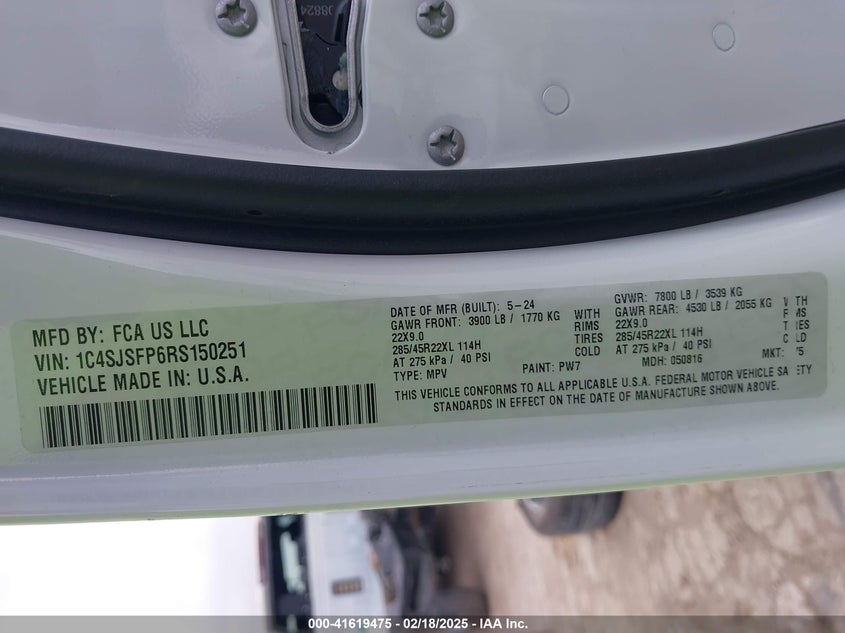 08824
MFD BY: FCA US LLC
VIN: 1C4SJSFP6RS150251
VEHICLE MADE IN: U.S.A.
DATE OF MFR (BUILT): 5-24 GVWR: 7800 LB / 3539 KG
GAWR FRONT: 3900 LB / 1770 KG WITH GAWR REAR: 4530 LB / 2055 KG
22X9.0 RIMS 22X9.0
285/45R22XL 114H TIRES 285/45R22XL 114H
AT 275 kPa / 40 PSI COLD AT 275 kPa / 40 PSI
TYPE: MPV PAINT: PW7 MDH: 050816 MKT:
THIS VEHICLE CONFORMS TO ALL APPLICABLE U.S.A. FEDERAL MOTOR VEHICLE
STANDARDS IN EFFECT ON THE DATE OF MANUFACTURE SHOWN ABOVE.
000-41619475 - 02/18/2025 - IAA Inc.